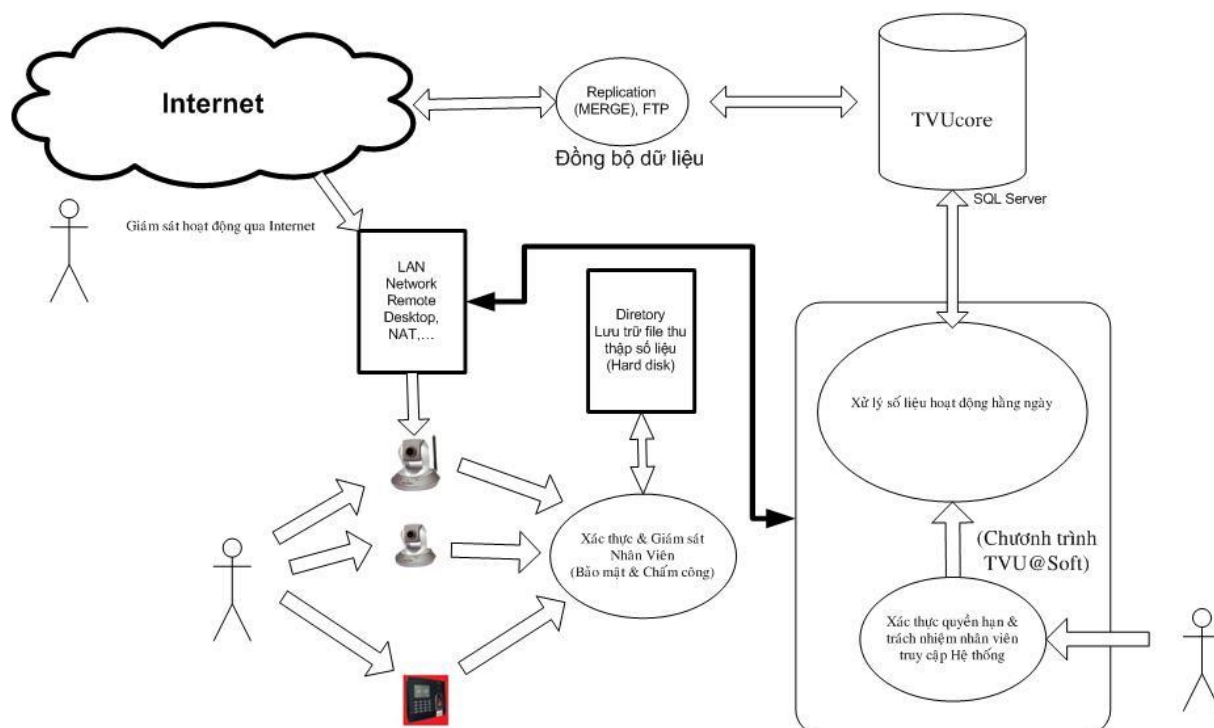 Internet
Replication
(MERGE), FTP
Đồng bộ dữ liệu
TVUcore
SQL Server
Giám sát hoạt động qua Internet
LAN
Network
Remote
Desktop,
NAT,...
Diretory
Lưu trữ file thu
thập số liệu
(Hard disk)
Xử lý số liệu hoạt động hằng ngày
Xác thực & Giám sát
Nhân Viên
(Bảo mật & Chấm công)
(Chương trình
TVU@Soft)
Xác thực quyền hạn &
trách nhiệm nhân viên
truy cập Hệ thống